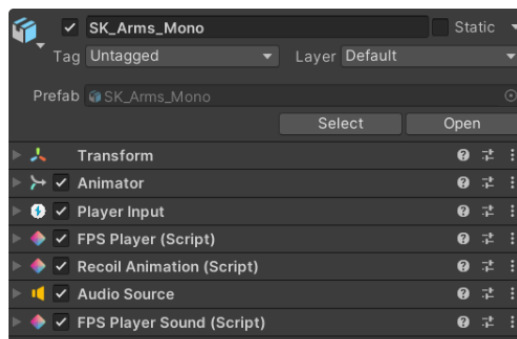 SK_Arms_Mono Static
Tag Untagged Layer Default
Prefab SK_Arms_Mono
Select Open
Transform
Animator
Player Input
FPS Player (Script)
Recoil Animation (Script)
Audio Source
FPS Player Sound (Script)